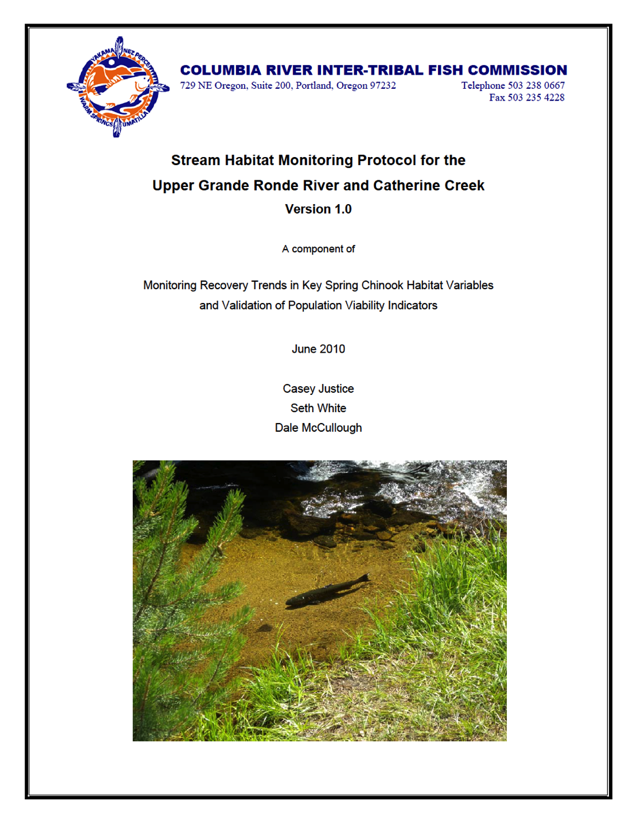 YAKAMA
NEZ PERCE
WARM SPRINGS
UMATILLA
COLUMBIA RIVER INTER-TRIBAL FISH COMMISSION
729 NE Oregon, Suite 200, Portland, Oregon 97232 Telephone 503 238 0667
Fax 503 235 4228
Stream Habitat Monitoring Protocol for the
Upper Grande Ronde River and Catherine Creek
Version 1.0
A component of
Monitoring Recovery Trends in Key Spring Chinook Habitat Variables
and Validation of Population Viability Indicators
June 2010
Casey Justice
Seth White
Dale McCullough